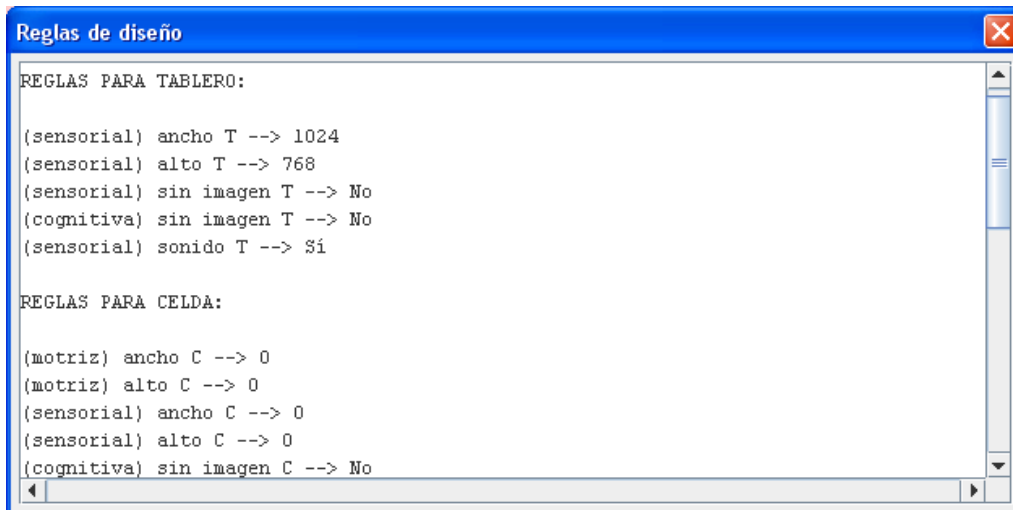 Reglas de diseño
REGLAS PARA TABLERO:
(sensorial) ancho T --> 1024
(sensorial) alto T --> 768
(sensorial) sin imagen T --> No
(cognitiva) sin imagen T --> No
(sensorial) sonido T --> Sí
REGLAS PARA CELDA:
(motriz) ancho C --> 0
(motriz) alto C --> 0
(sensorial) ancho C --> 0
(sensorial) alto C --> 0
(cognitiva) sin imagen C --> No